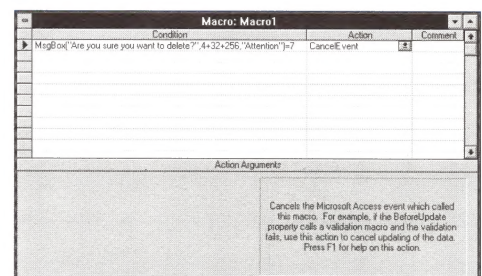 Macro: Macro1
Condition Action Comment
MsgBox("Are you sure you want to delete?",4+32+256,"Attention")=7 CancelEvent
Action Arguments
Cancels the Microsoft Access event which called
this macro. For example, if the BeforeUpdate
property calls a validation macro and the validation
fails, use this action to cancel updating of the data.
Press F1 for help on this action.